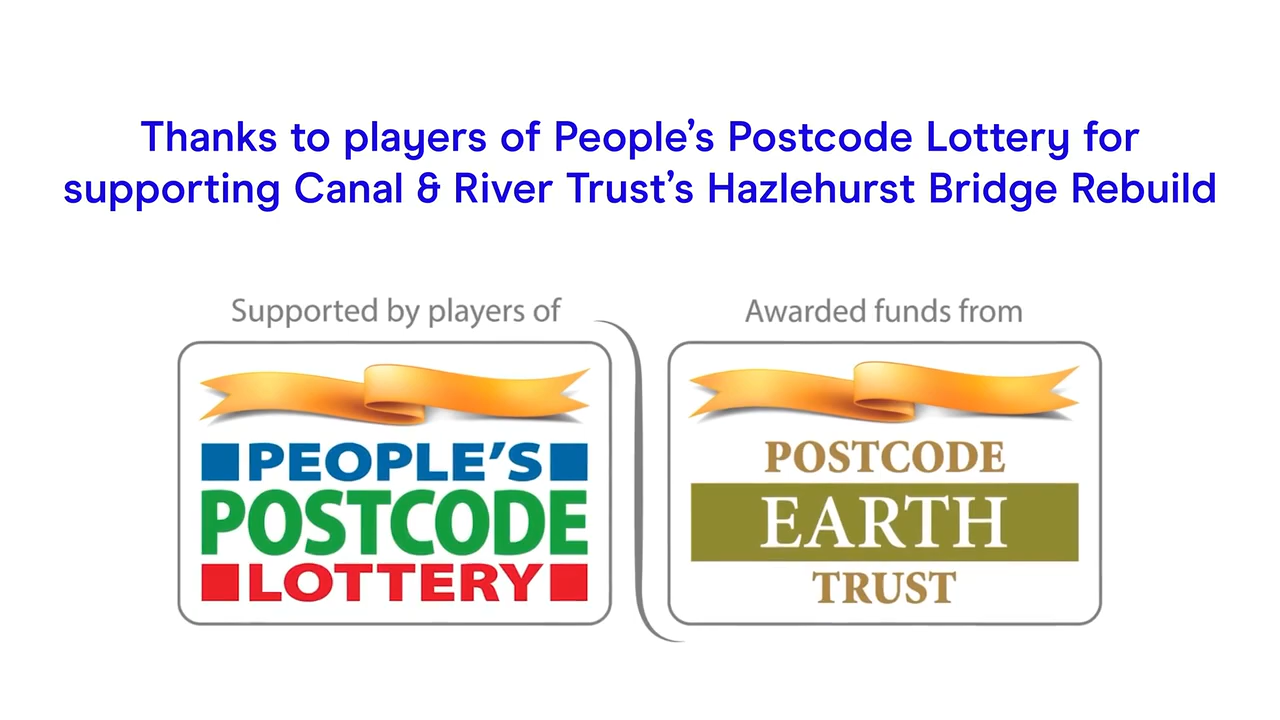 Thanks to players of People’s Postcode Lottery for
supporting Canal & River Trust’s Hazlehurst Bridge Rebuild
Supported by players of
PEOPLE’S
POSTCODE
LOTTERY
Awarded funds from
POSTCODE
EARTH
TRUST